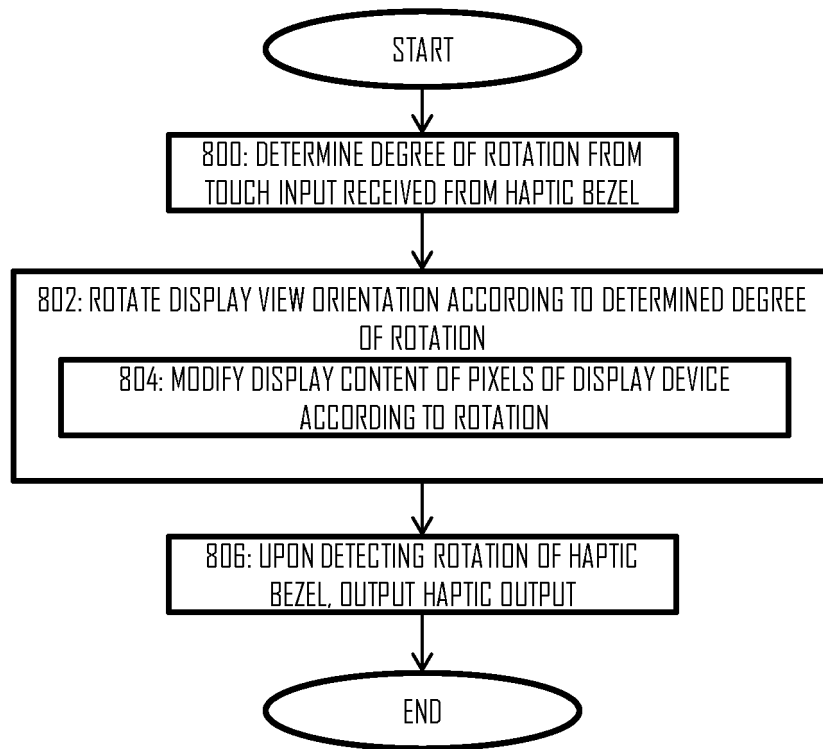 START
800: DETERMINE DEGREE OF ROTATION FROM
TOUCH INPUT RECEIVED FROM HAPTIC BEZEL
802: ROTATE DISPLAY VIEW ORIENTATION ACCORDING TO DETERMINED DEGREE
OF ROTATION
804: MODIFY DISPLAY CONTENT OF PIXELS OF DISPLAY DEVICE
ACCORDING TO ROTATION
806: UPON DETECTING ROTATION OF HAPTIC
BEZEL, OUTPUT HAPTIC OUTPUT
END